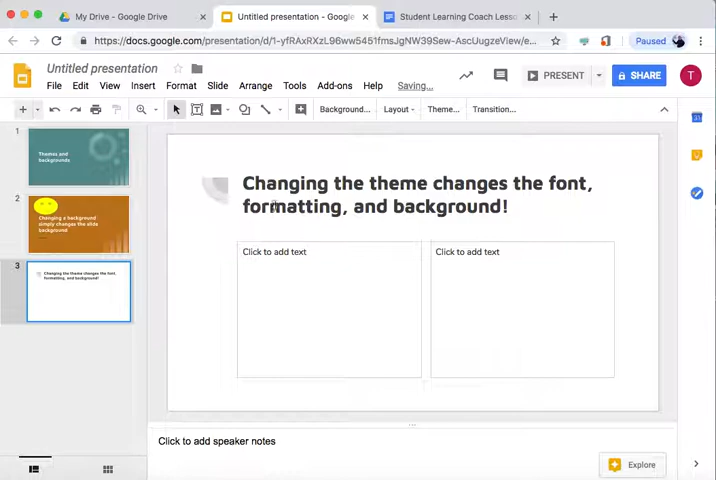 My Drive - Google Drive
Untitled presentation - Google
Student Learning Coach Lesso
https://docs.google.com/presentation/d/1-yfRAxRXzL96ww5451fmsJgNW39Sew-AscUugzeView/e...
Paused
Untitled presentation
File Edit View Insert Format Slide Arrange Tools Add-ons Help Saving...
PRESENT
SHARE
T
Background... Layout Theme... Transition...
31
1
Themes and
backgrounds
2
Changing a background
simply changes the slide
background
3
Changing the theme changes the font,
formatting, and background!
Changing the theme changes the font,
formatting, and background!
Click to add text
Click to add text
Click to add speaker notes
Explore